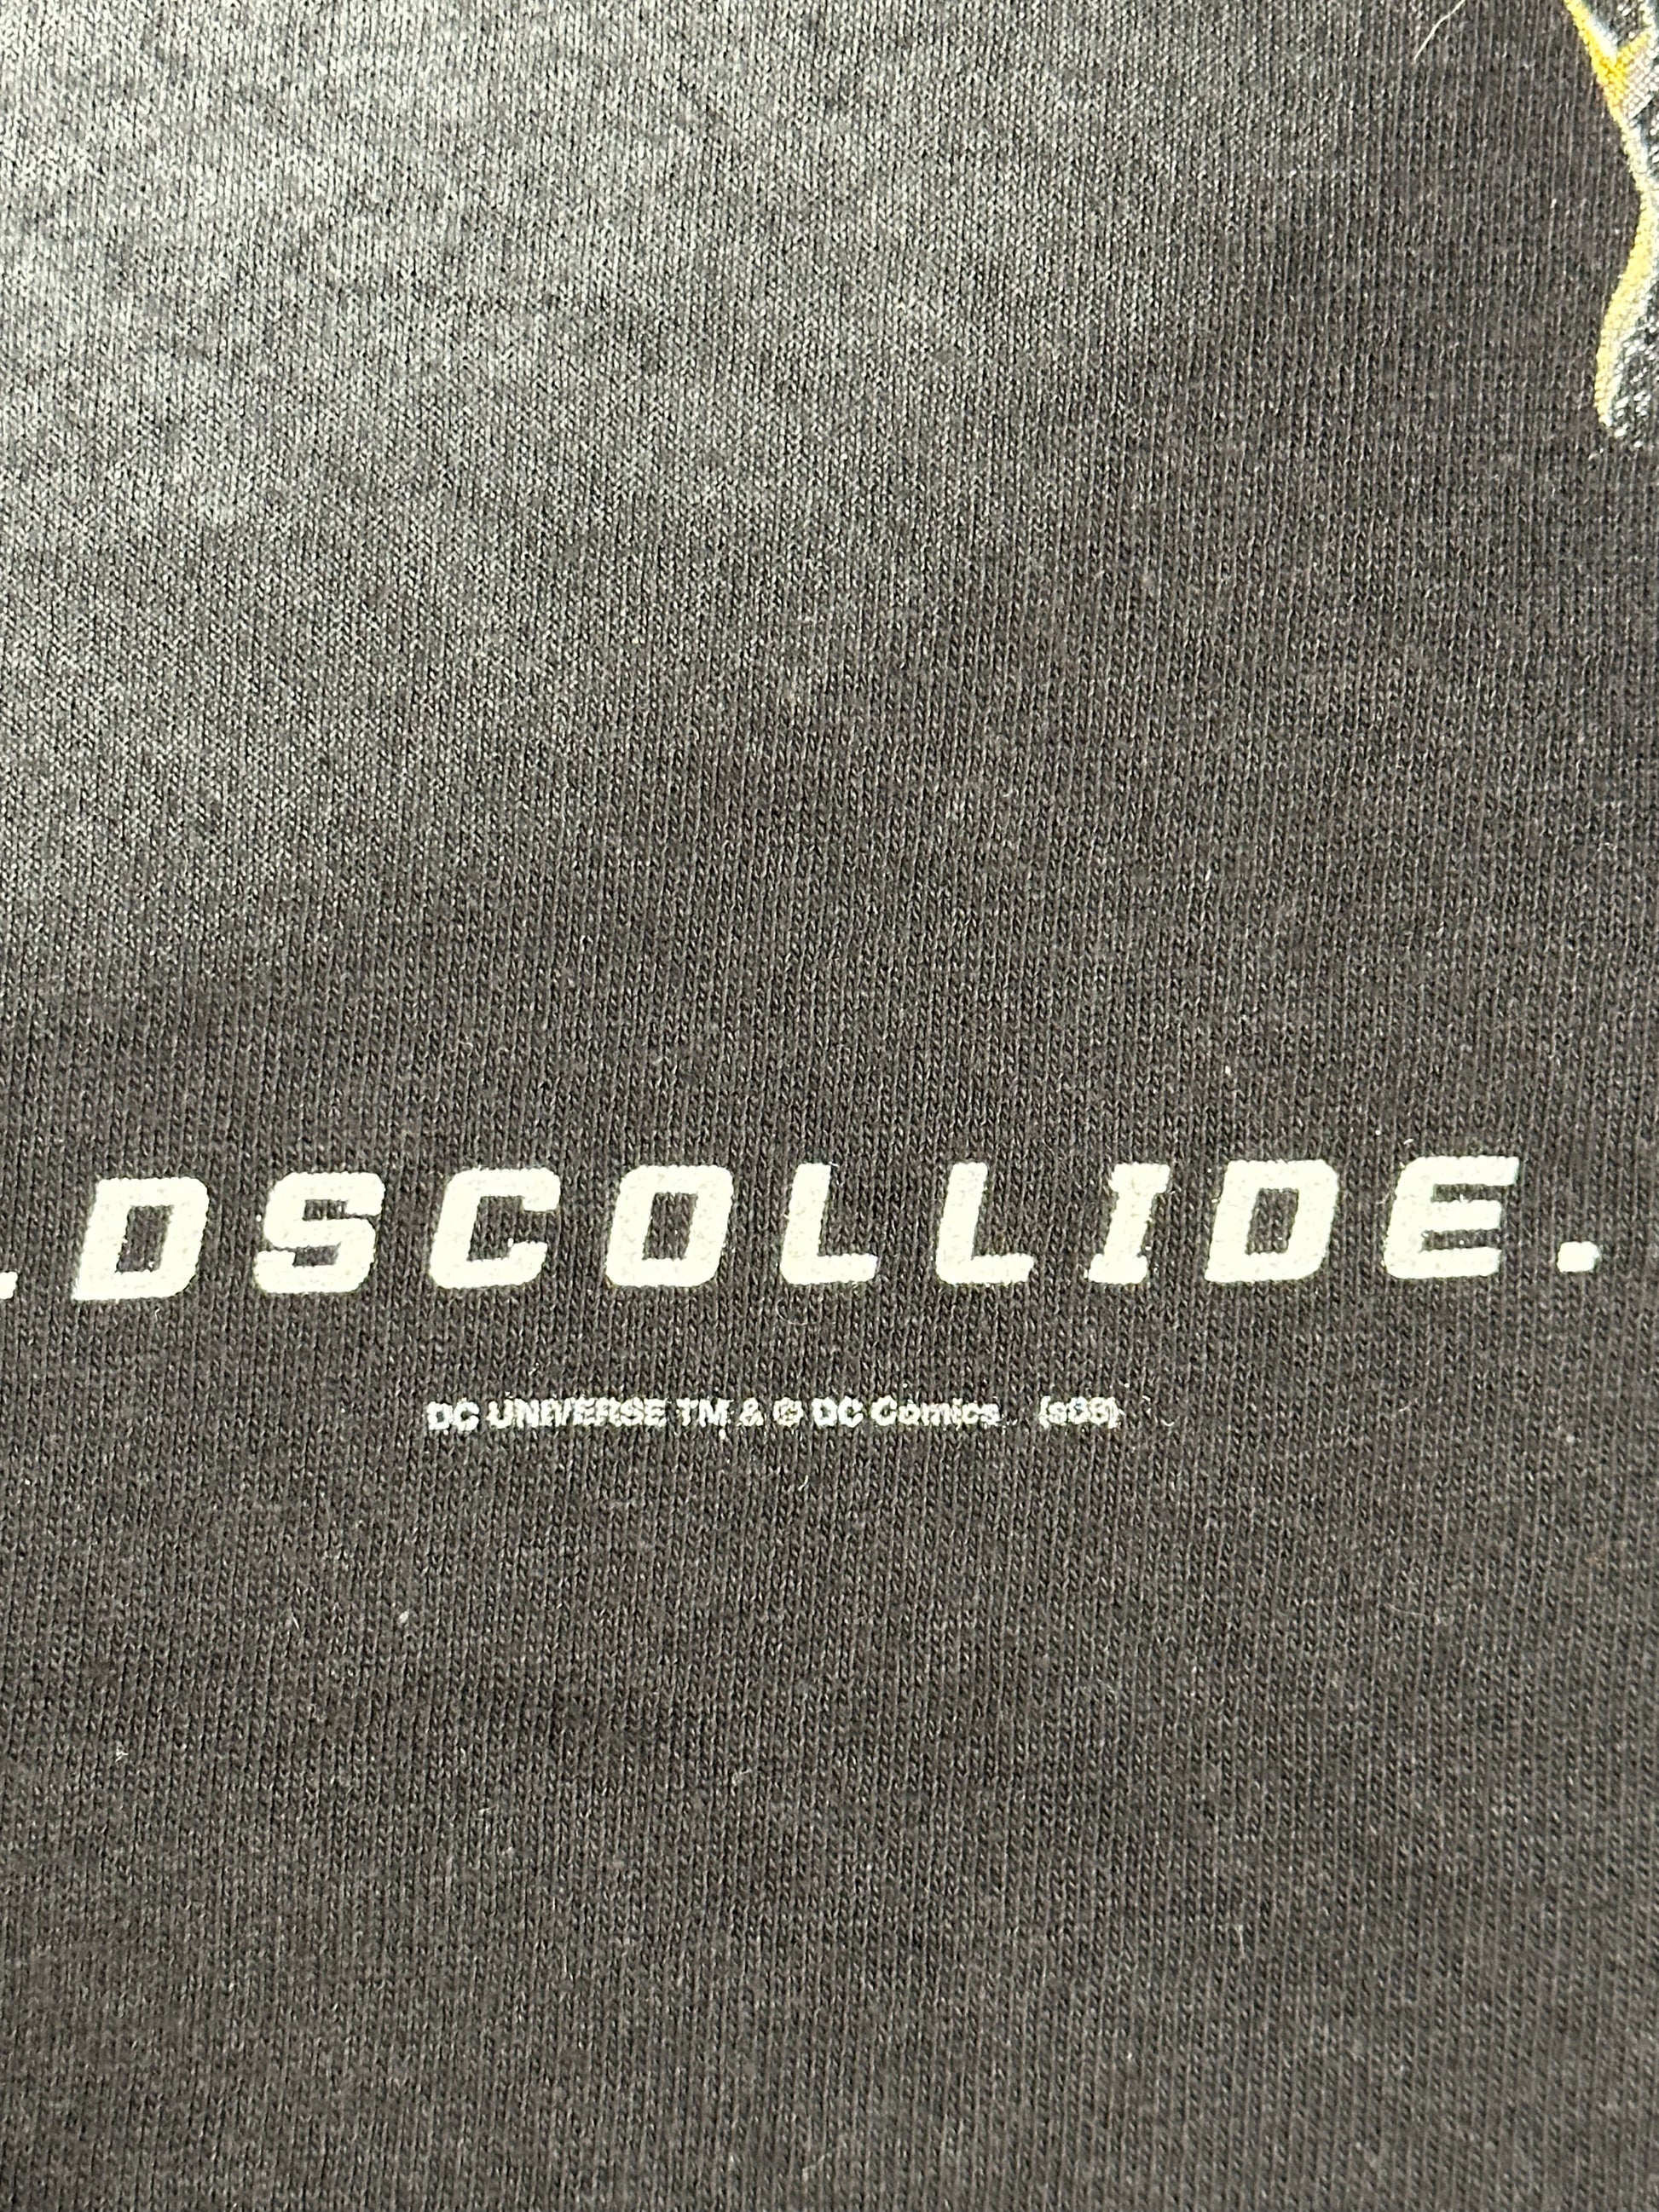 .DSCOLLIDE.
DC UNIVERSE TM & © DC Comics (s08)